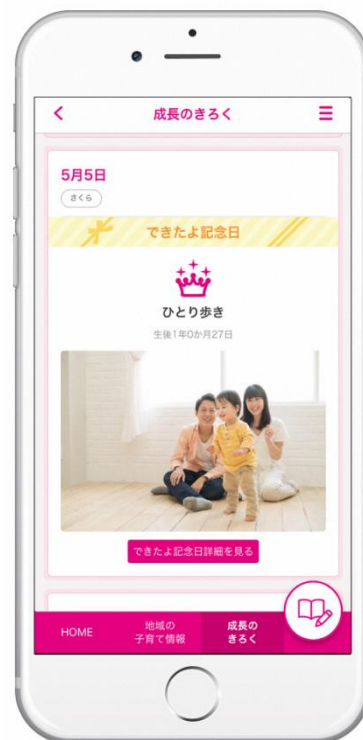 成長のきろく
5月5日
さくら
できたよ記念日
ひとり歩き
生後1年0か月27日
できたよ記念日詳細を見る
HOME
地域の
子育て情報
成長の
きろく